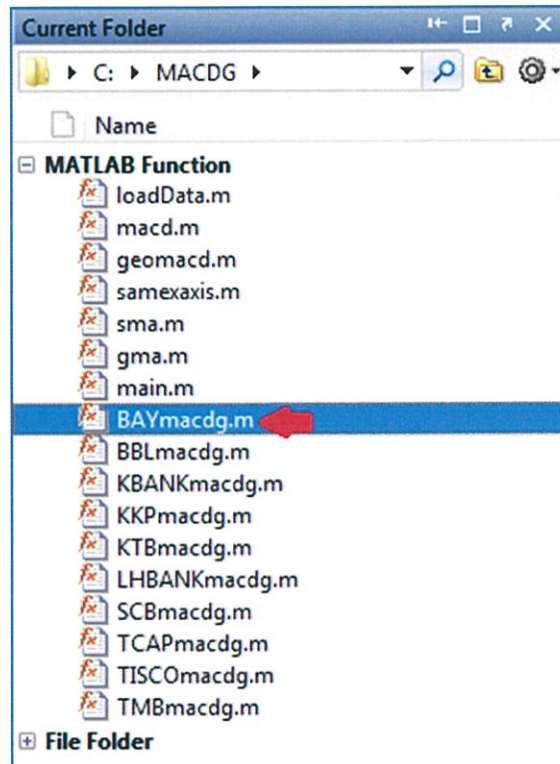 Current Folder
C: MACDG
Name
MATLAB Function
loadData.m
macd.m
geomacd.m
samexaxis.m
sma.m
gma.m
main.m
BAYmacdg.m
BBLmacdg.m
KBANKmacdg.m
KKPmacdg.m
KTBmacdg.m
LHBANKmacdg.m
SCBmacdg.m
TCAPmacdg.m
TISCOmacdg.m
TMBmacdg.m
File Folder